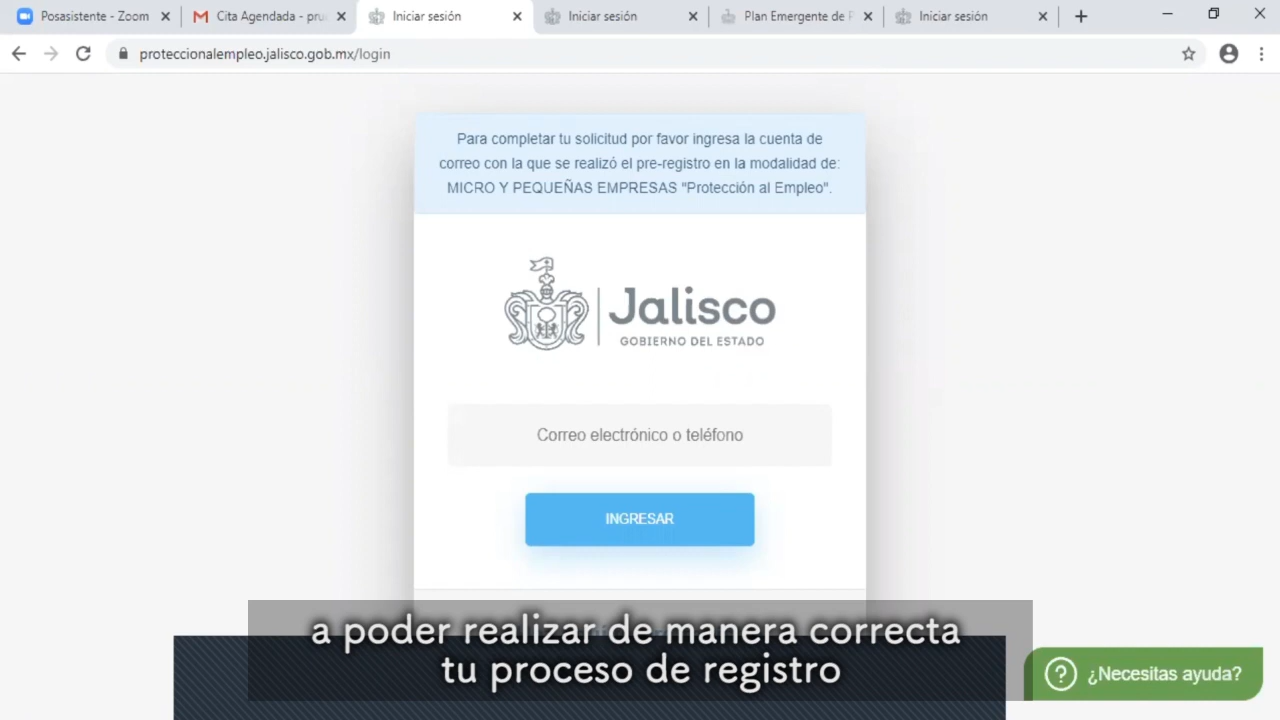 Posasistente - Zoom
Cita Agendada - pru
Iniciar sesión
Iniciar sesión
Plan Emergente de P
Iniciar sesión
proteccionalempleo.jalisco.gob.mx/login
Para completar tu solicitud por favor ingresa la cuenta de
correo con la que se realizó el pre-registro en la modalidad de:
MICRO Y PEQUEÑAS EMPRESAS "Protección al Empleo".
Jalisco
GOBIERNO DEL ESTADO
Correo electrónico o teléfono
INGRESAR
a poder realizar de manera correcta
tu proceso de registro
¿Necesitas ayuda?